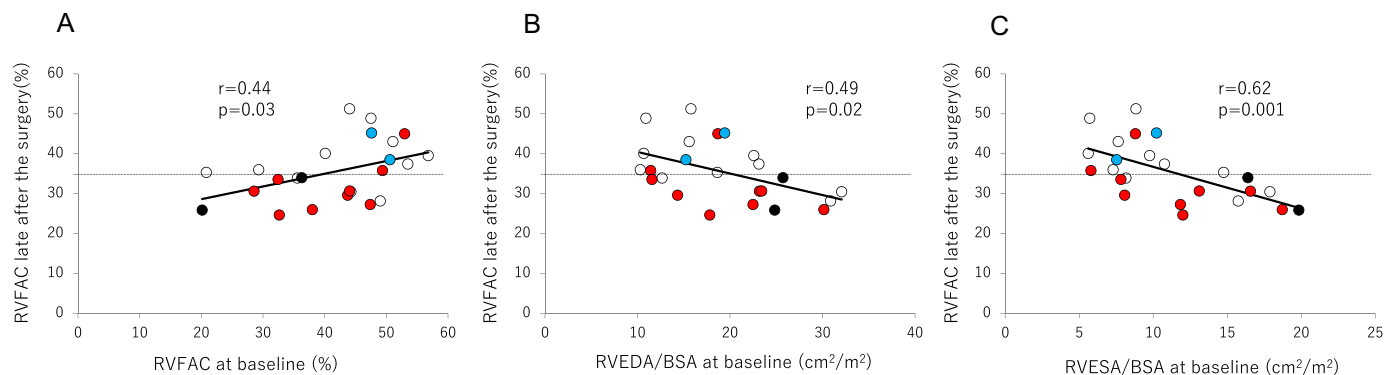 A
B
C
RVFAC late after the surgery(%)
60
50
40
30
20
10
0
r=0.44
p=0.03
0
10
20
30
40
50
60
RVFAC at baseline (%)
RVFAC late after the surgery(%)
60
50
40
30
20
10
0
r=0.49
p=0.02
0
10
20
30
40
RVEDA/BSA at baseline (cm²/m²)
RVFAC late after the surgery(%)
60
50
40
30
20
10
0
r=0.62
p=0.001
0
5
10
15
20
25
RVESA/BSA at baseline (cm²/m²)